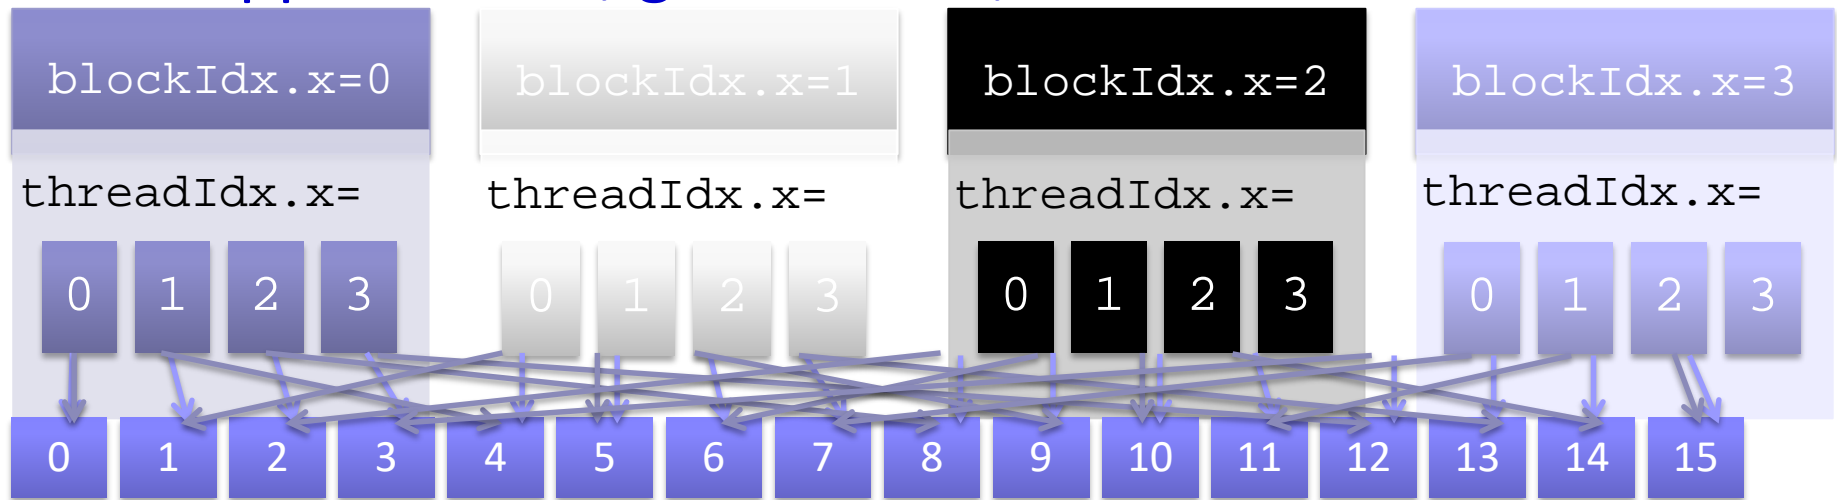 blockIdx.x=0 blockIdx.x=1 blockIdx.x=2 blockIdx.x=3
threadIdx.x= threadIdx.x= threadIdx.x= threadIdx.x=
0 1 2 3 0 1 2 3 0 1 2 3 0 1 2 3
0 1 2 3 4 5 6 7 8 9 10 11 12 13 14 15